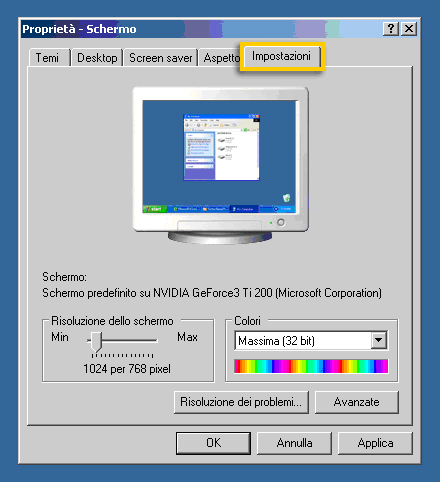 Proprietà - Schermo
Temi Desktop Screen saver Aspetto Impostazioni
Schermo:
Schermo predefinito su NVIDIA GeForce3 Ti 200 (Microsoft Corporation)
Risoluzione dello schermo
Min Max
1024 per 768 pixel
Colori
Massima (32 bit)
Risoluzione dei problemi... Avanzate
OK Annulla Applica